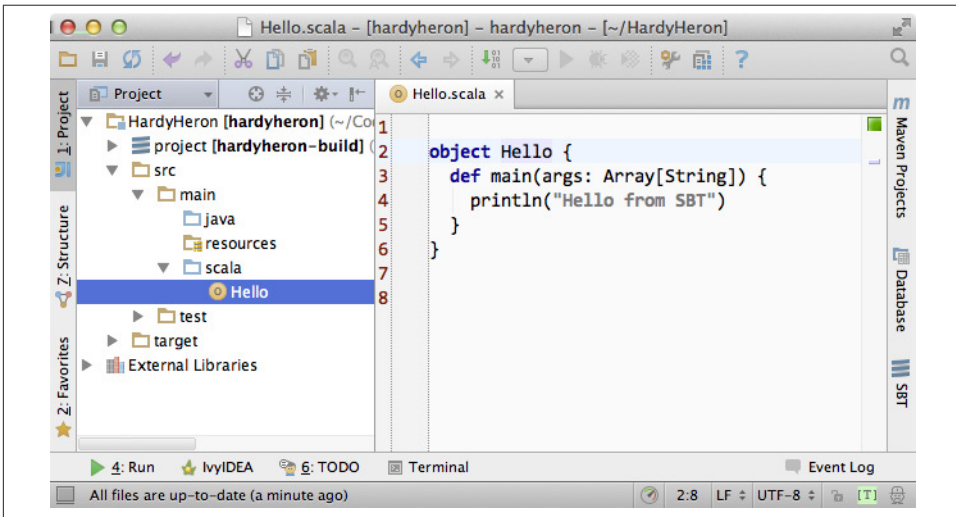 Hello.scala – [hardyheron] – hardyheron – [~/HardyHeron]
1: Project
Z: Structure
2: Favorites
Project
HardyHeron [hardyheron] (~/Co
project [hardyheron-build] (
src
main
java
resources
scala
Hello
test
target
External Libraries
Hello.scala ×
1
2 object Hello {
3 def main(args: Array[String]) {
4 println("Hello from SBT")
5 }
6 }
7
8
m
Maven Projects
Database
SBT
4: Run IvyIDEA 6: TODO Terminal Event Log
All files are up-to-date (a minute ago) 2:8 LF UTF-8 [T]